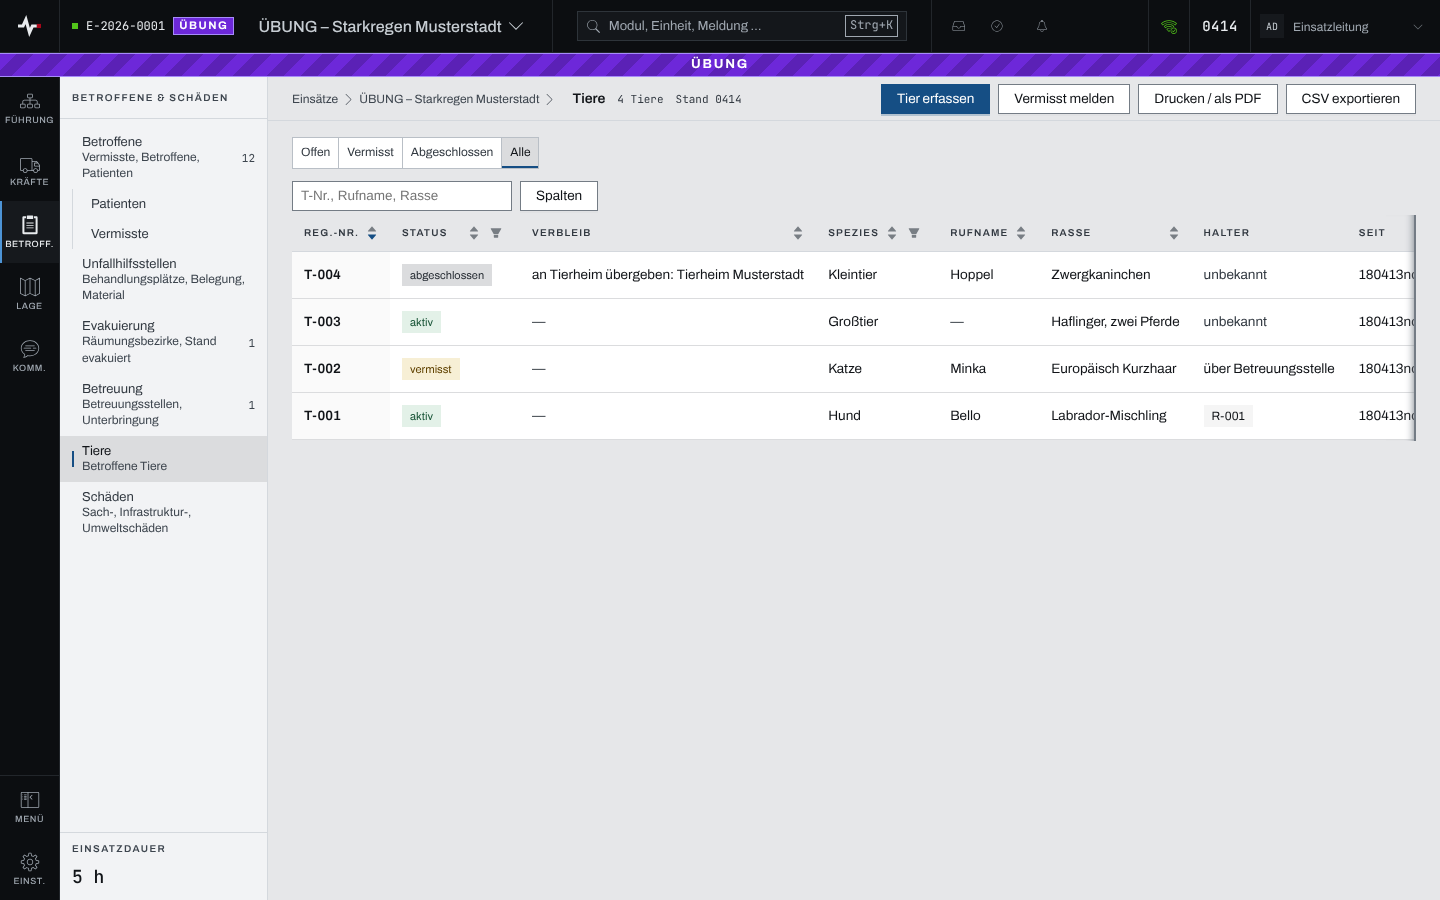 E-2026-0001 ÜBUNG ÜBUNG – Starkregen Musterstadt Modul, Einheit, Meldung ... Strg+K 0414 AD Einsatzleitung
ÜBUNG
FÜHRUNG
KRÄFTE
BETROFF.
LAGE
KOMM.
MENÜ
EINST.
BETROFFENE & SCHÄDEN
Betroffene
Vermisste, Betroffene, 12
Patienten
Patienten
Vermisste
Unfallhilfsstellen
Behandlungsplätze, Belegung,
Material
Evakuierung
Räumungsbezirke, Stand 1
evakuiert
Betreuung
Betreuungsstellen, 1
Unterbringung
Tiere
Betroffene Tiere
Schäden
Sach-, Infrastruktur-,
Umweltschäden
EINSATZDAUER
5 h
Einsätze ÜBUNG – Starkregen Musterstadt Tiere 4 Tiere Stand 0414 Tier erfassen Vermisst melden Drucken / als PDF CSV exportieren
Offen Vermisst Abgeschlossen Alle
T-Nr., Rufname, Rasse Spalten
REG.-NR. STATUS VERBLEIB SPEZIES RUFNAME RASSE HALTER SEIT
T-004 abgeschlossen an Tierheim übergeben: Tierheim Musterstadt Kleintier Hoppel Zwergkaninchen unbekannt 180413no
T-003 aktiv — Großtier — Haflinger, zwei Pferde unbekannt 180413no
T-002 vermisst — Katze Minka Europäisch Kurzhaar über Betreuungsstelle 180413no
T-001 aktiv — Hund Bello Labrador-Mischling R-001 180413no